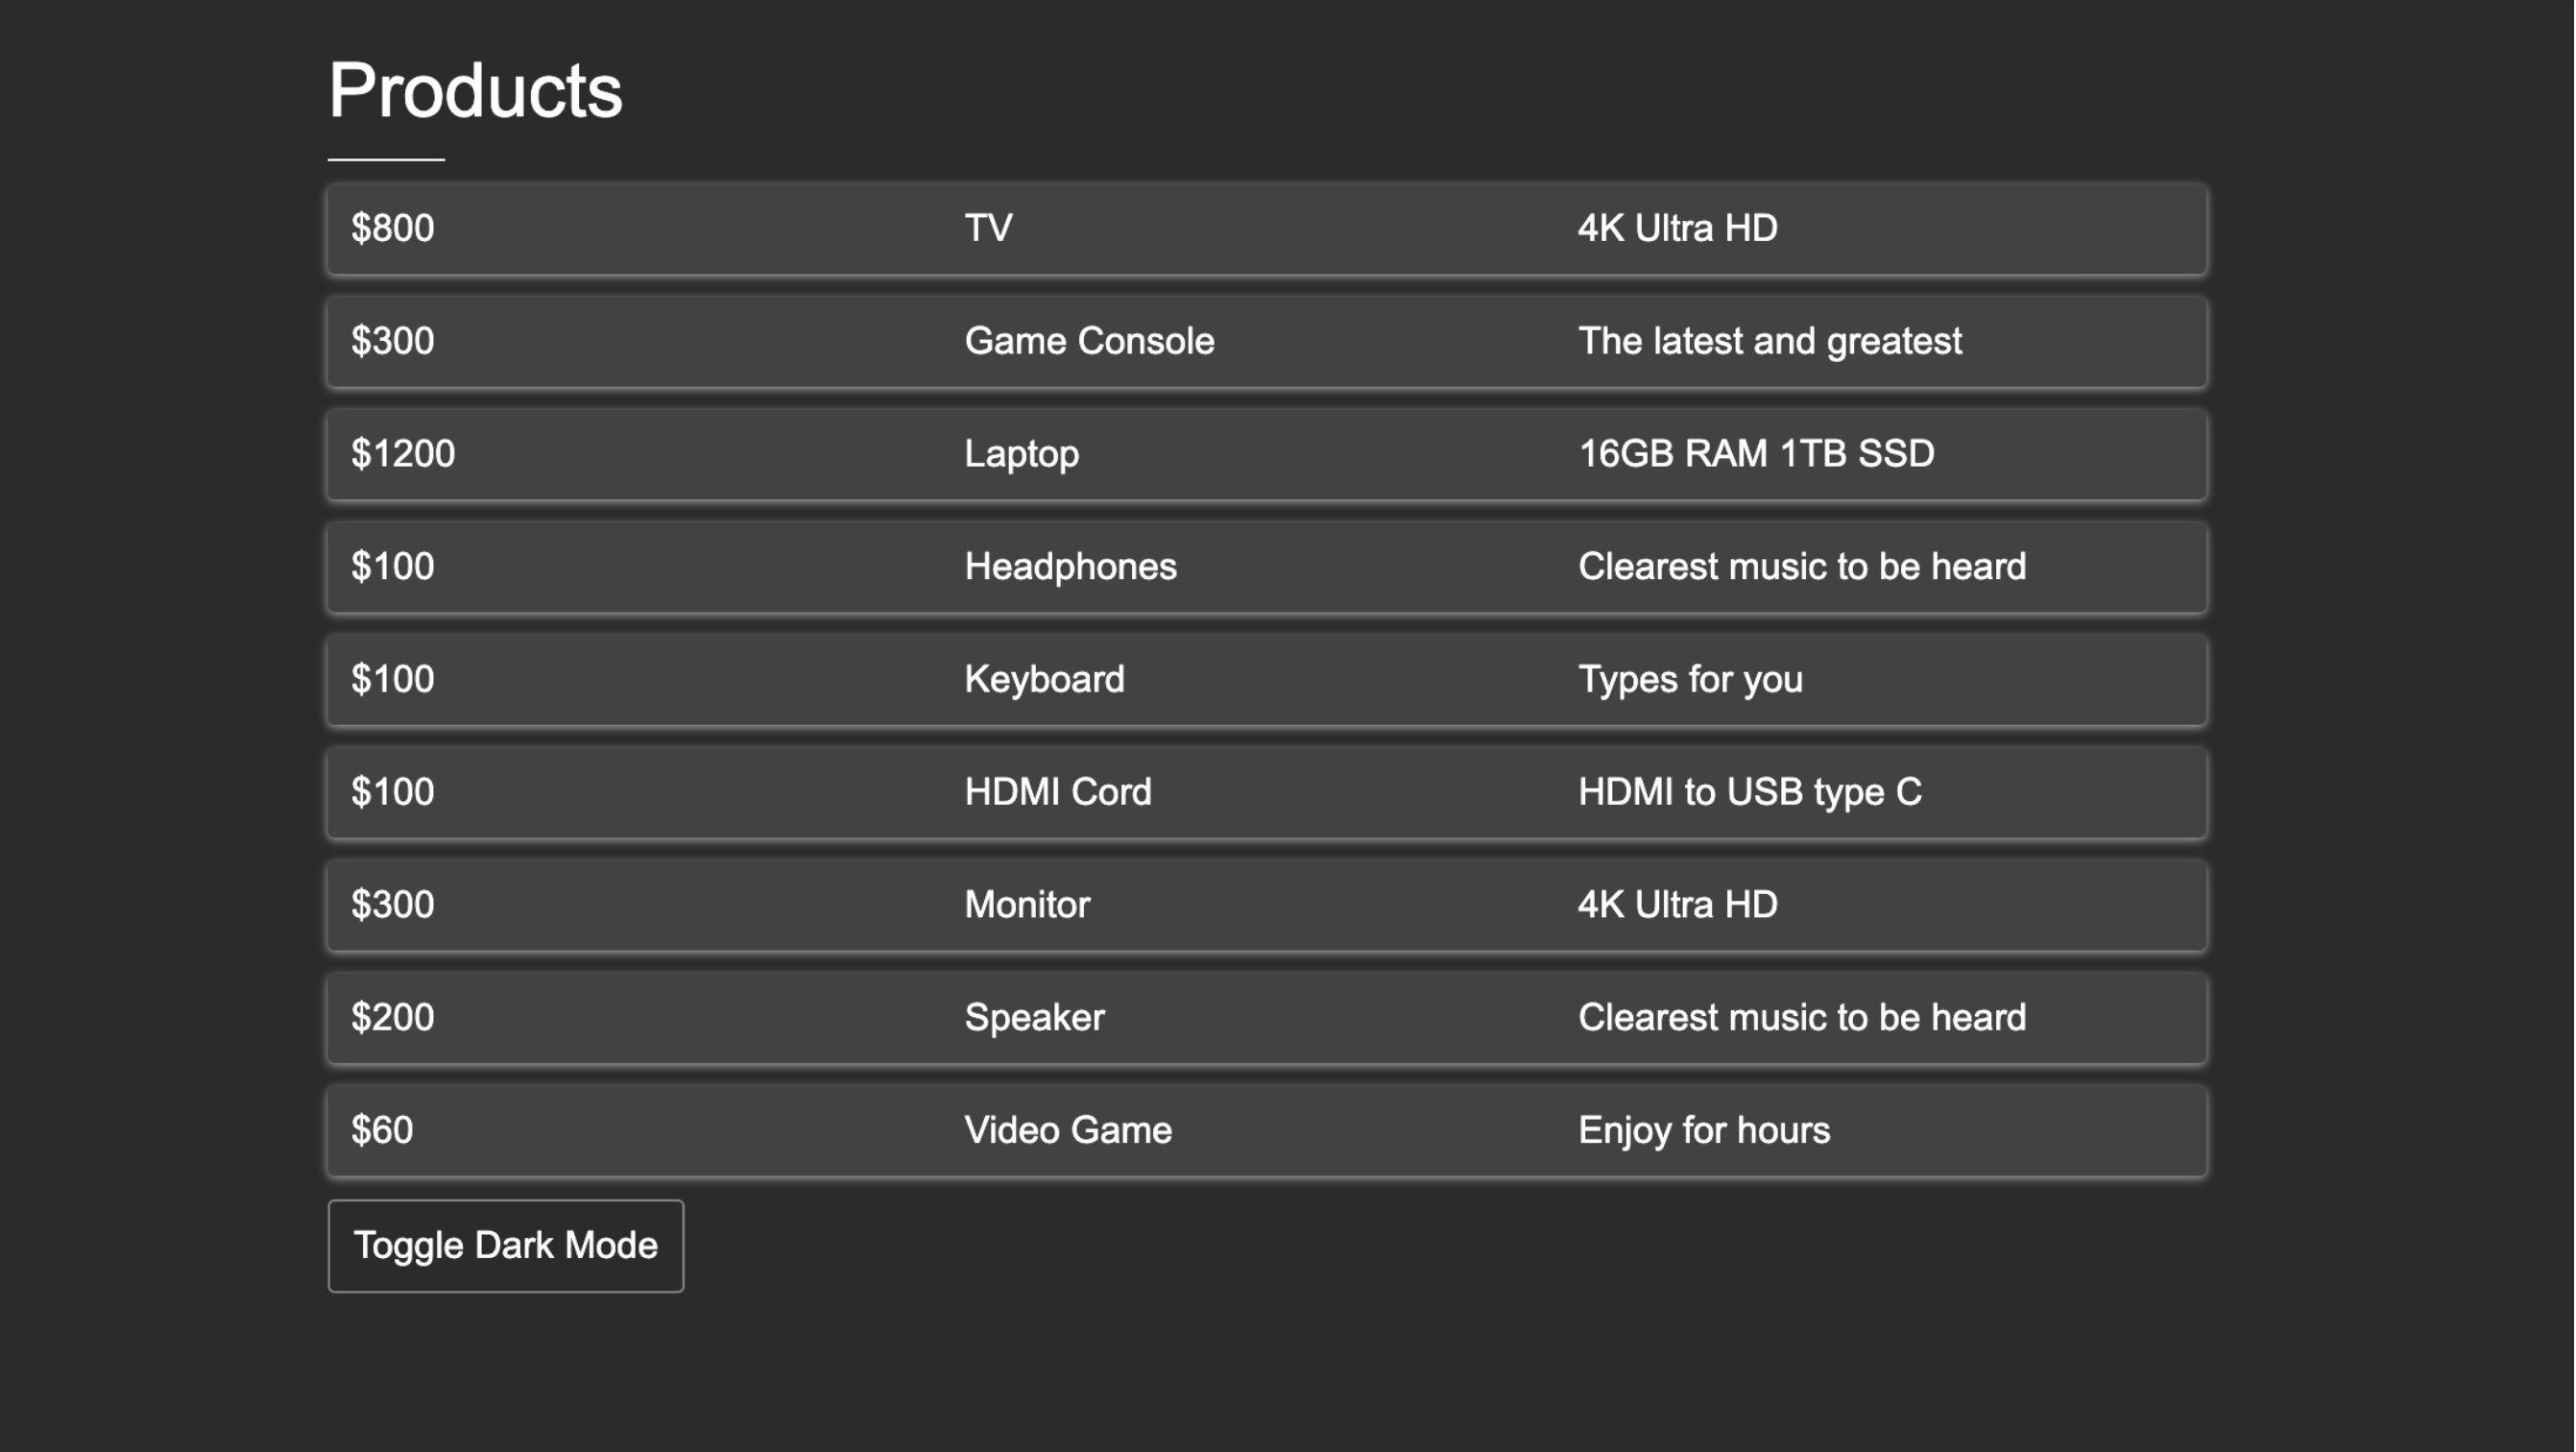 Products
$800 TV 4K Ultra HD
$300 Game Console The latest and greatest
$1200 Laptop 16GB RAM 1TB SSD
$100 Headphones Clearest music to be heard
$100 Keyboard Types for you
$100 HDMI Cord HDMI to USB type C
$300 Monitor 4K Ultra HD
$200 Speaker Clearest music to be heard
$60 Video Game Enjoy for hours
Toggle Dark Mode